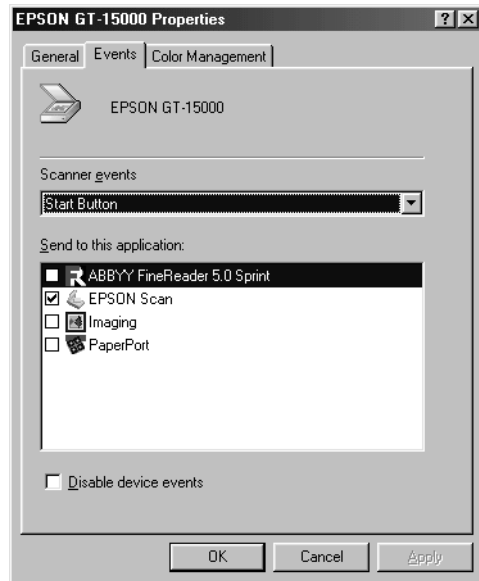 EPSON GT-15000 Properties
General Events Color Management
EPSON GT-15000
Scanner events
Start Button
Send to this application:
ABBYY FineReader 5.0 Sprint
EPSON Scan
Imaging
PaperPort
Disable device events
OK Cancel Apply